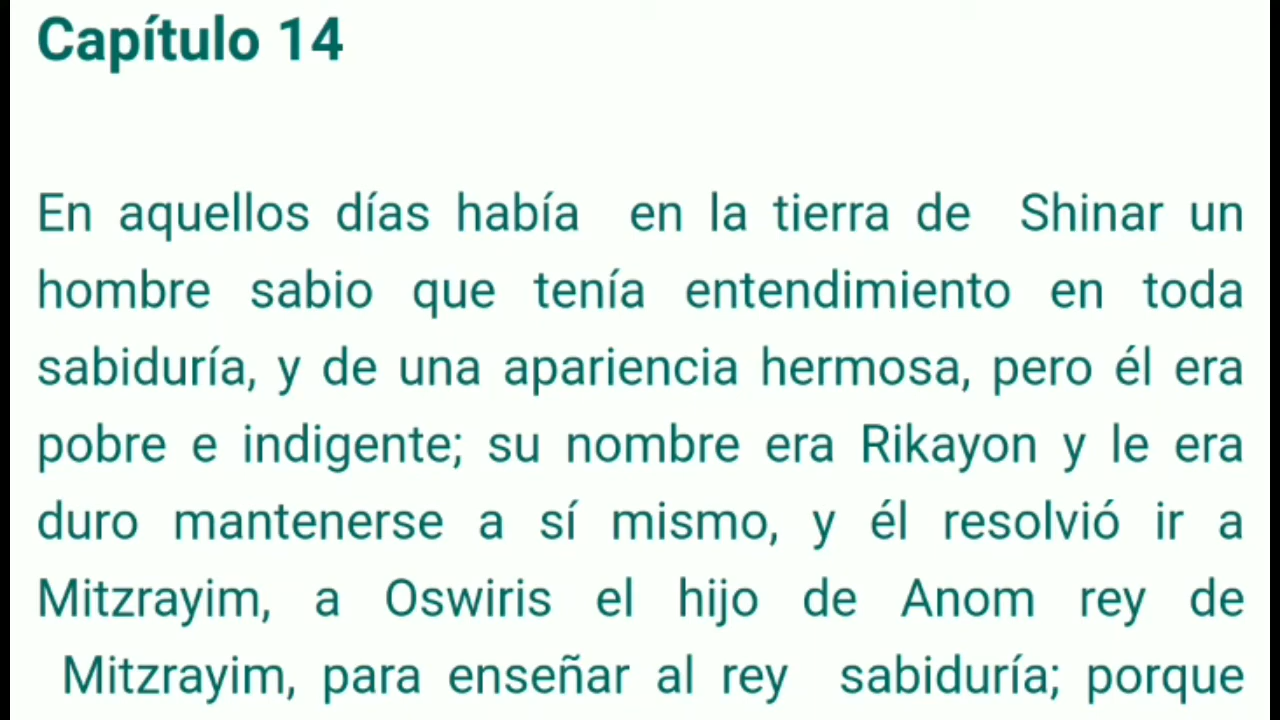 Capítulo 14
En aquellos días había en la tierra de Shinar un
hombre sabio que tenía entendimiento en toda
sabiduría, y de una apariencia hermosa, pero él era
pobre e indigente; su nombre era Rikayon y le era
duro mantenerse a sí mismo, y él resolvió ir a
Mitzrayim, a Oswiris el hijo de Anom rey de
Mitzrayim, para enseñar al rey sabiduría; porque